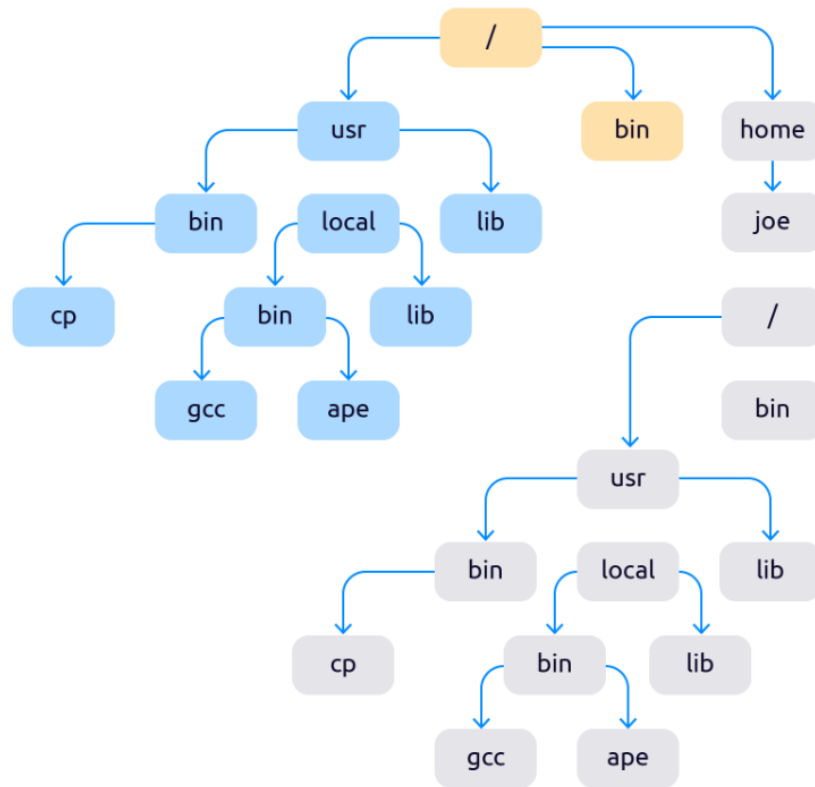 /
usr
bin
home
bin
local
lib
joe
cp
bin
lib
/
gcc
ape
bin
usr
bin
local
lib
cp
bin
lib
gcc
ape